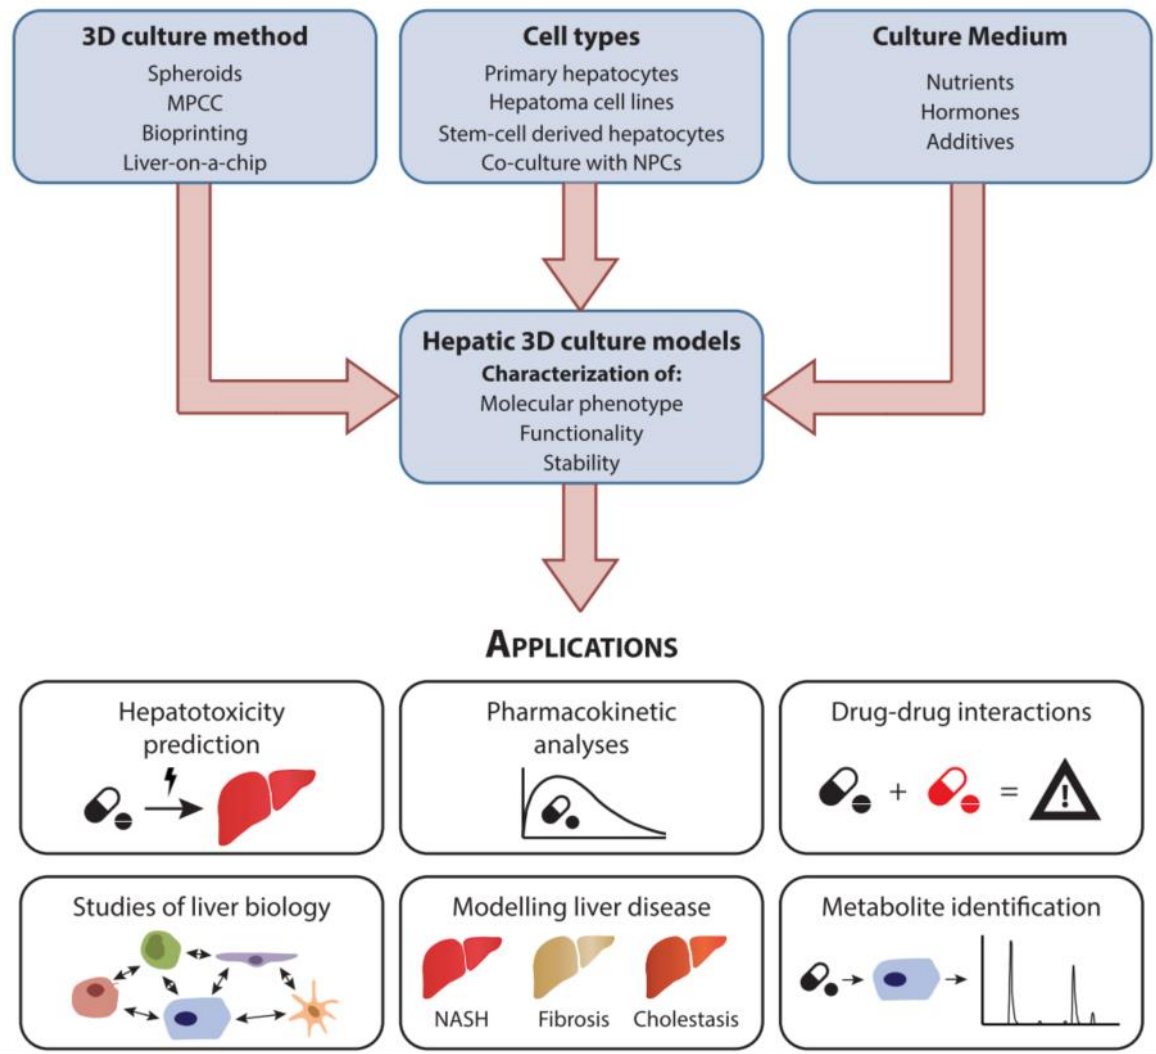 3D culture method
Spheroids
MPCC
Bioprinting
Liver-on-a-chip
Cell types
Primary hepatocytes
Hepatoma cell lines
Stem-cell derived hepatocytes
Co-culture with NPCs
Culture Medium
Nutrients
Hormones
Additives
Hepatic 3D culture models
Characterization of:
Molecular phenotype
Functionality
Stability
APPLICATIONS
Hepatotoxicity
prediction
Pharmacokinetic
analyses
Drug-drug interactions
+ =
!
Studies of liver biology
Modelling liver disease
NASH Fibrosis Cholestasis
Metabolite identification